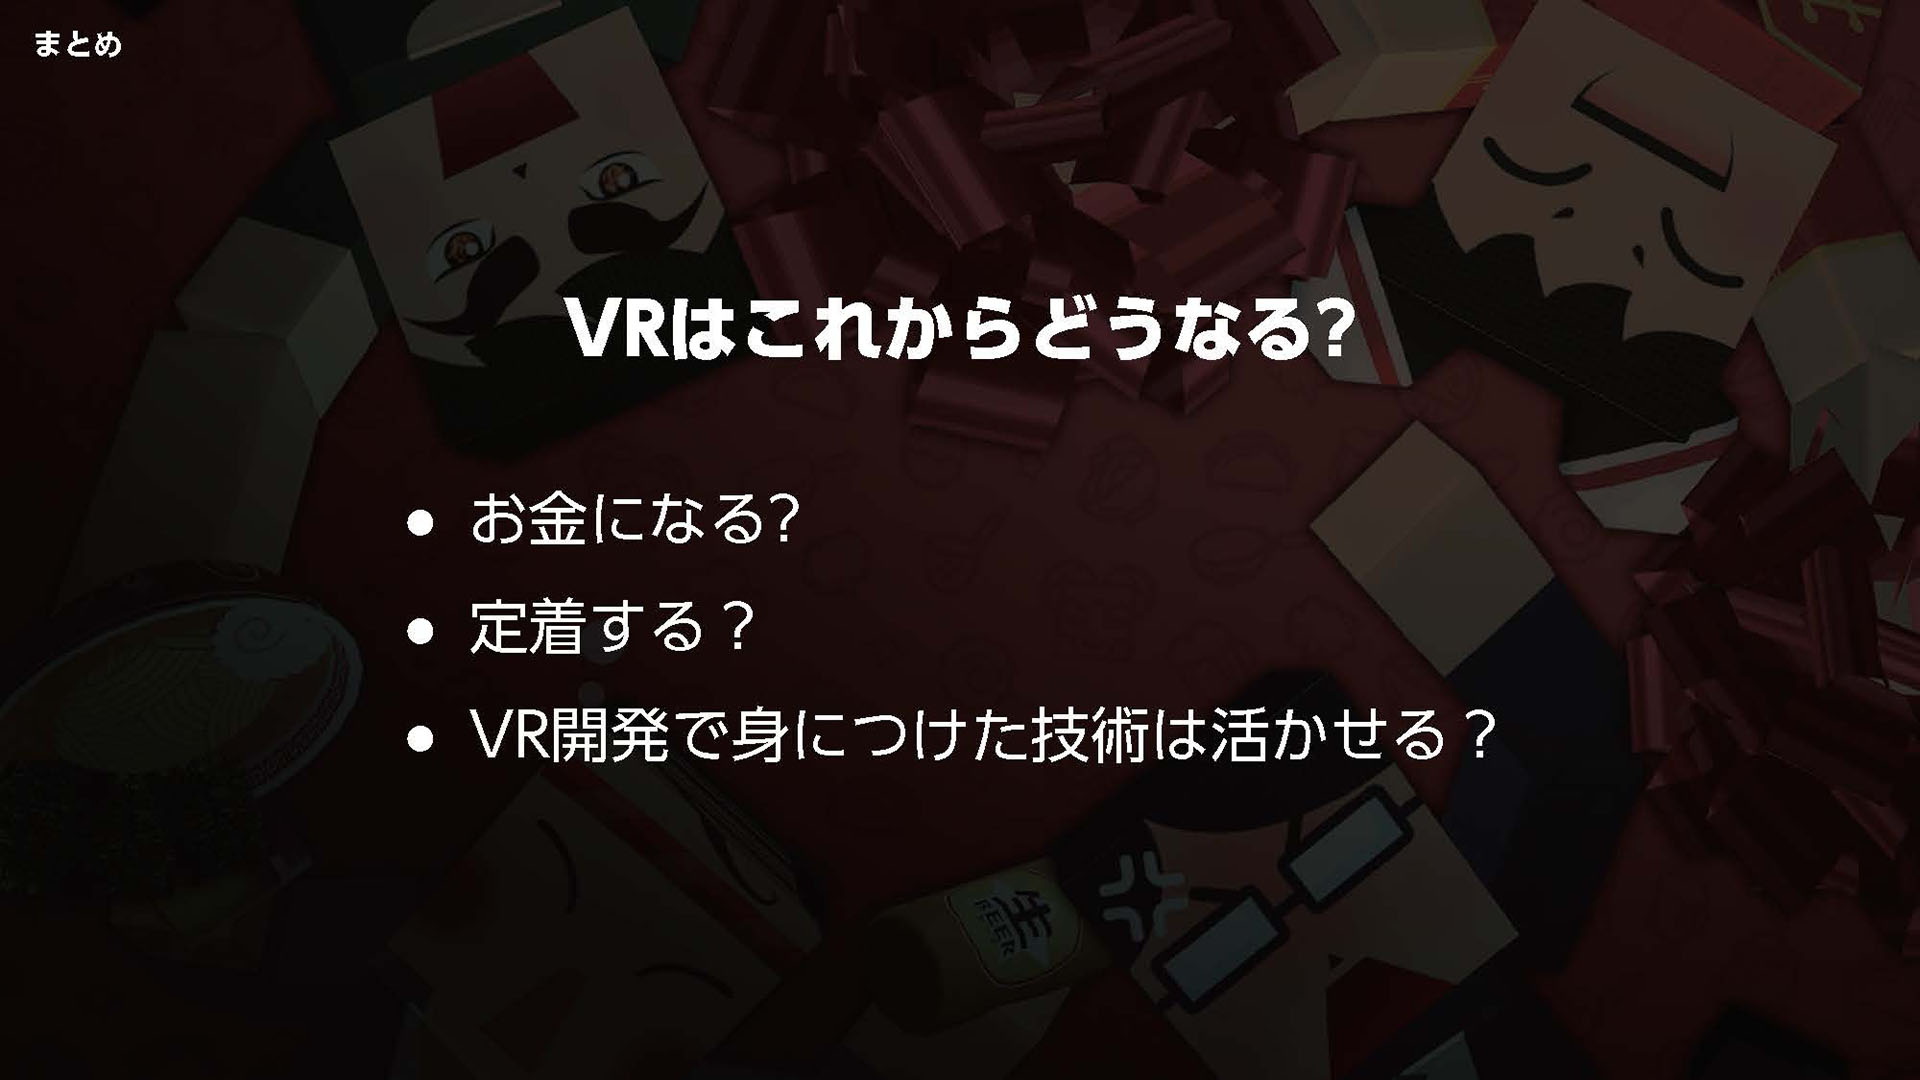 まとめ
VRはこれからどうなる?
● お金になる?
● 定着する？
● VR開発で身につけた技術は活かせる？
生
BEER